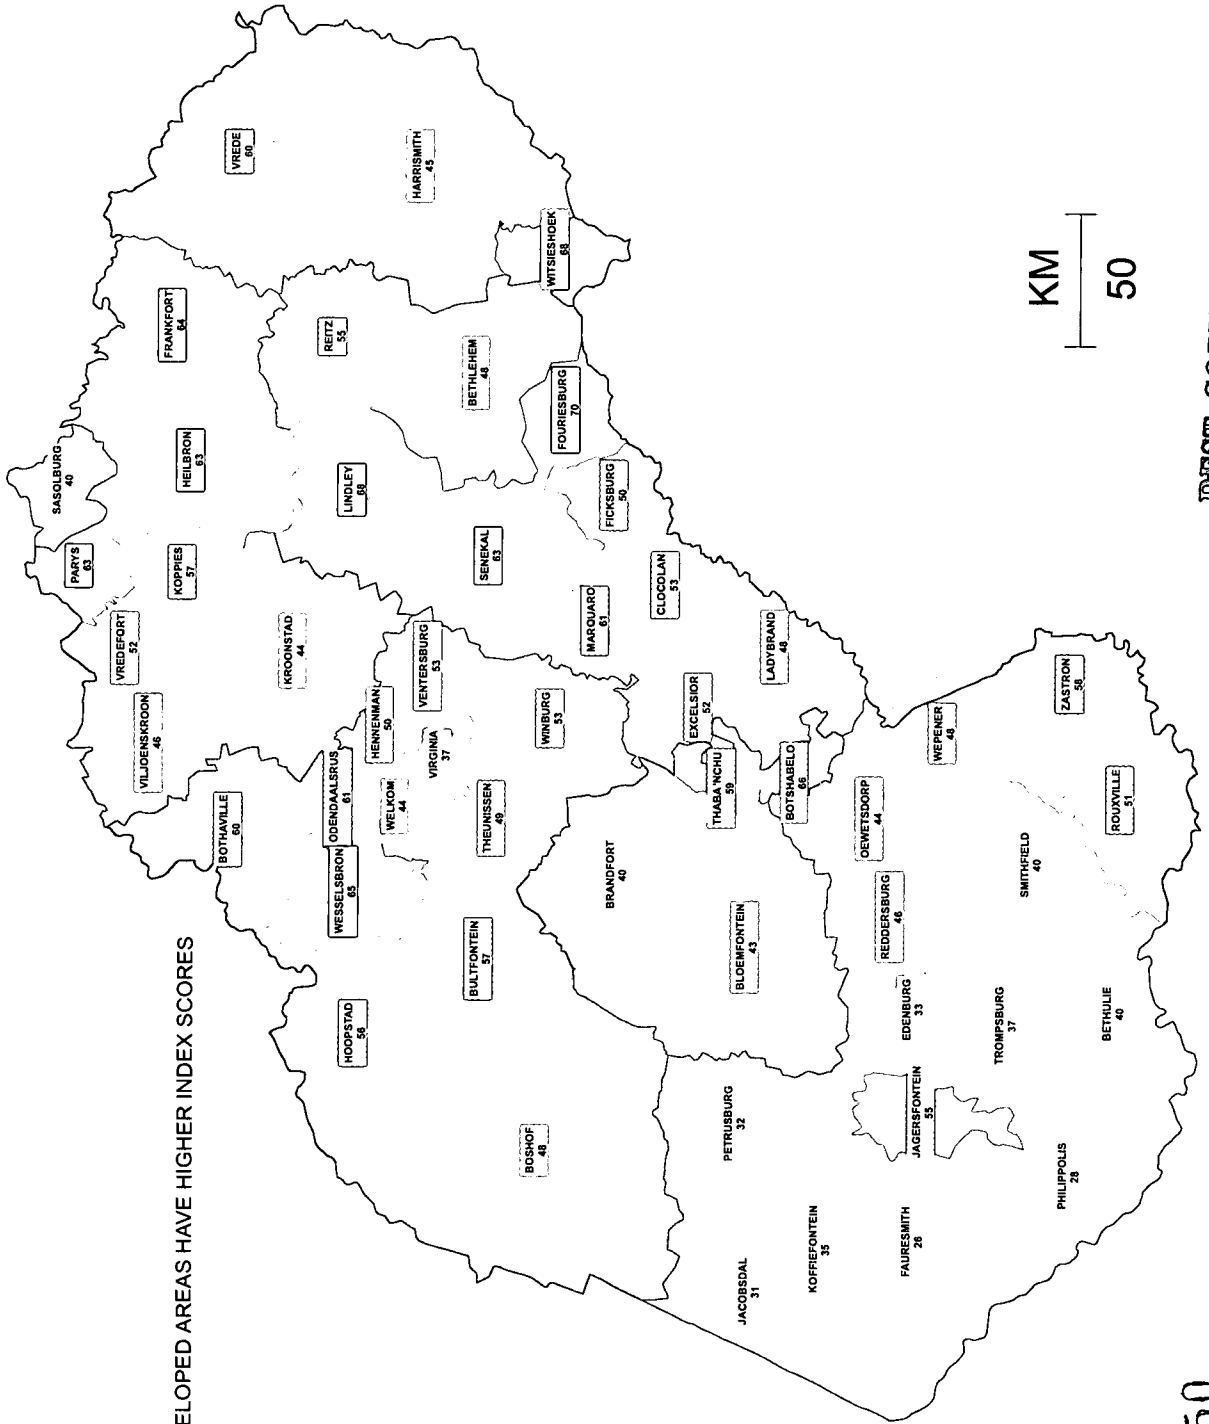 ELOPED AREAS HAVE HIGHER INDEX SCORES
SASOLBURG
40
PARYS
63
VREDEFORT
52
VILJOENSKROON
46
KOPPIES
57
HEILBRON
63
FRANKFORT
64
VREDE
60
HARRISMITH
45
WITSIESHOEK
68
REITZ
55
BETHLEHEM
48
FOURIESBURG
70
LINDLEY
68
KROONSTAD
44
BOTHAVILLE
60
ODENDAALSRUS
61
WESSELSBRON
65
HENNENMAN
50
VENTERSBURG
53
VIRGINIA
37
WELKOM
44
THEUNISSEN
49
WINBURG
53
SENEKAL
63
FICKSBURG
50
MARQUARD
61
CLOCOLAN
53
LADYBRAND
48
EXCELSIOR
52
THABA'NCHU
59
BOTSHABELO
66
HOOPSTAD
56
BULTFONTEIN
57
BOSHOF
48
BRANDFORT
40
BLOEMFONTEIN
43
DEWETSDORP
44
WEPENER
48
ZASTRON
58
ROUXVILLE
51
SMITHFIELD
40
REDDERSBURG
46
EDENBURG
33
TROMPSBURG
37
BETHULIE
40
JAGERSFONTEIN
55
PETRUSBURG
32
JACOBSDAL
31
KOFFIEFONTEIN
35
FAURESMITH
26
PHILIPPOLIS
28
KM
50
50